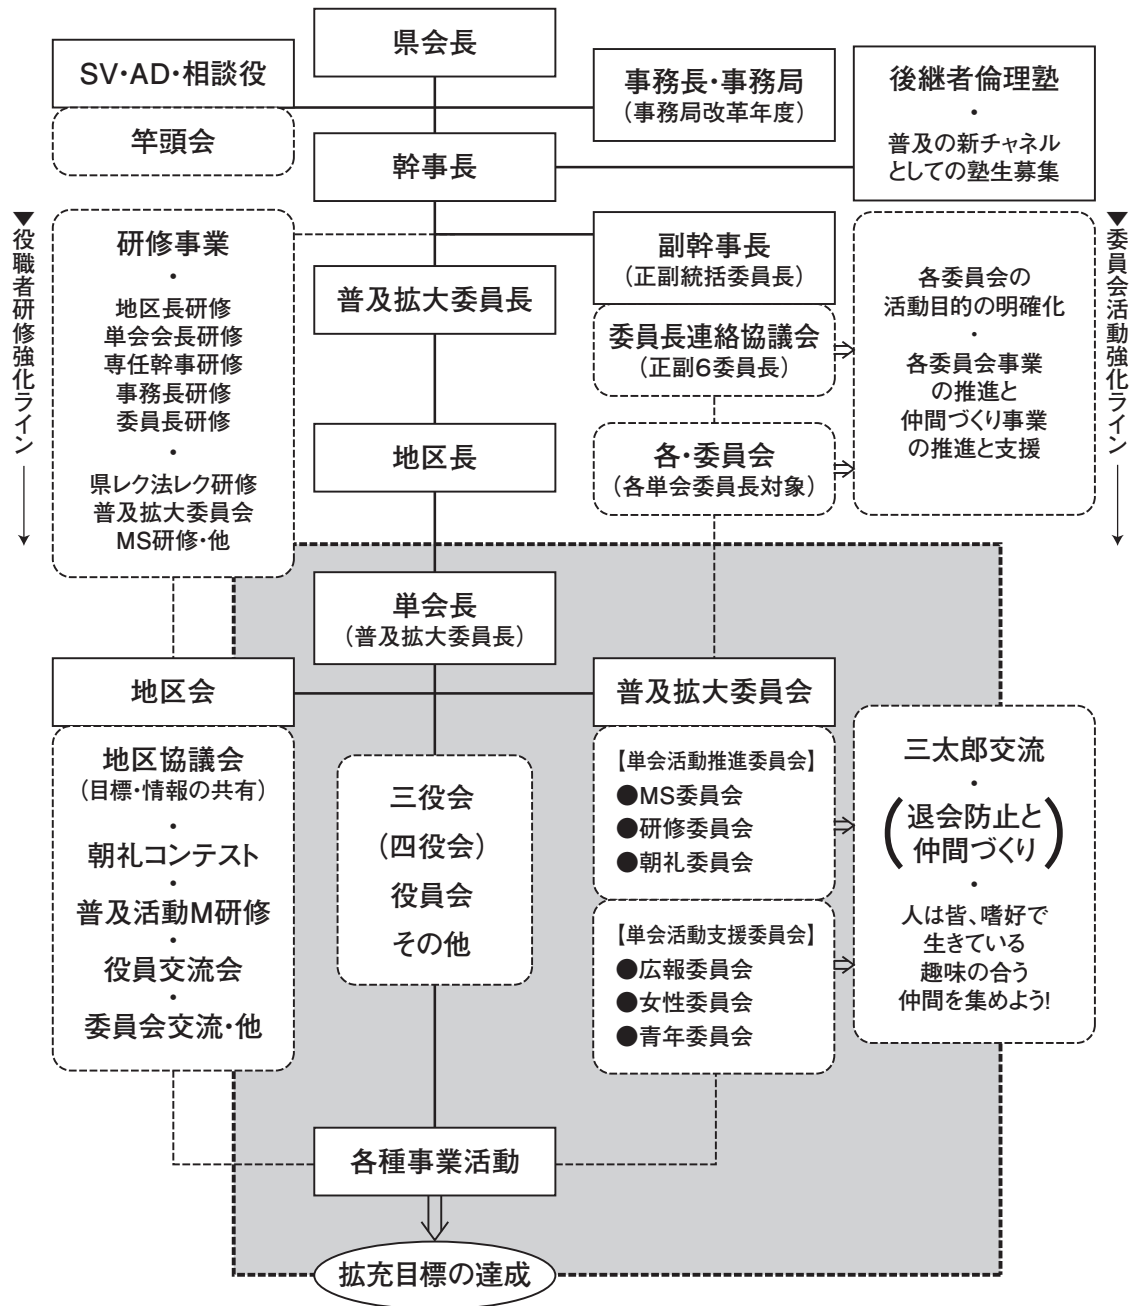 県会長
SV・AD・相談役
竿頭会
事務長・事務局
(事務局改革年度)
後継者倫理塾
・
普及の新チャネル
としての塾生募集
幹事長
▼役職者研修強化ライン
研修事業
・
地区長研修
単会会長研修
専任幹事研修
事務長研修
委員長研修
・
県レク法レク研修
普及拡大委員会
MS研修・他
副幹事長
(正副統括委員長)
普及拡大委員長
委員長連絡協議会
(正副6委員長)
各・委員会
(各単会委員長対象)
各委員会の
活動目的の明確化
・
各委員会事業
の推進と
仲間づくり事業
の推進と支援
▼委員会活動強化ライン
地区長
単会長
(普及拡大委員長)
地区会
普及拡大委員会
地区協議会
(目標・情報の共有)
・
朝礼コンテスト
・
普及活動M研修
・
役員交流会
・
委員会交流・他
三役会
(四役会)
役員会
その他
【単会活動推進委員会】
●MS委員会
●研修委員会
●朝礼委員会
【単会活動支援委員会】
●広報委員会
●女性委員会
●青年委員会
三太郎交流
・
(退会防止と
仲間づくり)
・
人は皆、嗜好で
生きている
趣味の合う
仲間を集めよう!
各種事業活動
拡充目標の達成